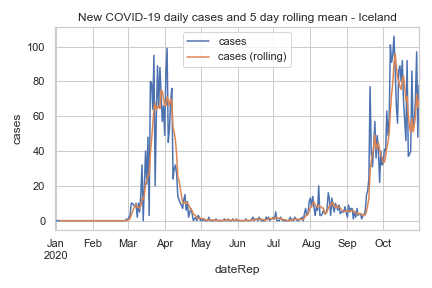 New COVID-19 daily cases and 5 day rolling mean - Iceland
cases
cases (rolling)
cases
100
80
60
40
20
0
Jan
2020
Feb
Mar
Apr
May
Jun
Jul
Aug
Sep
Oct
dateRep